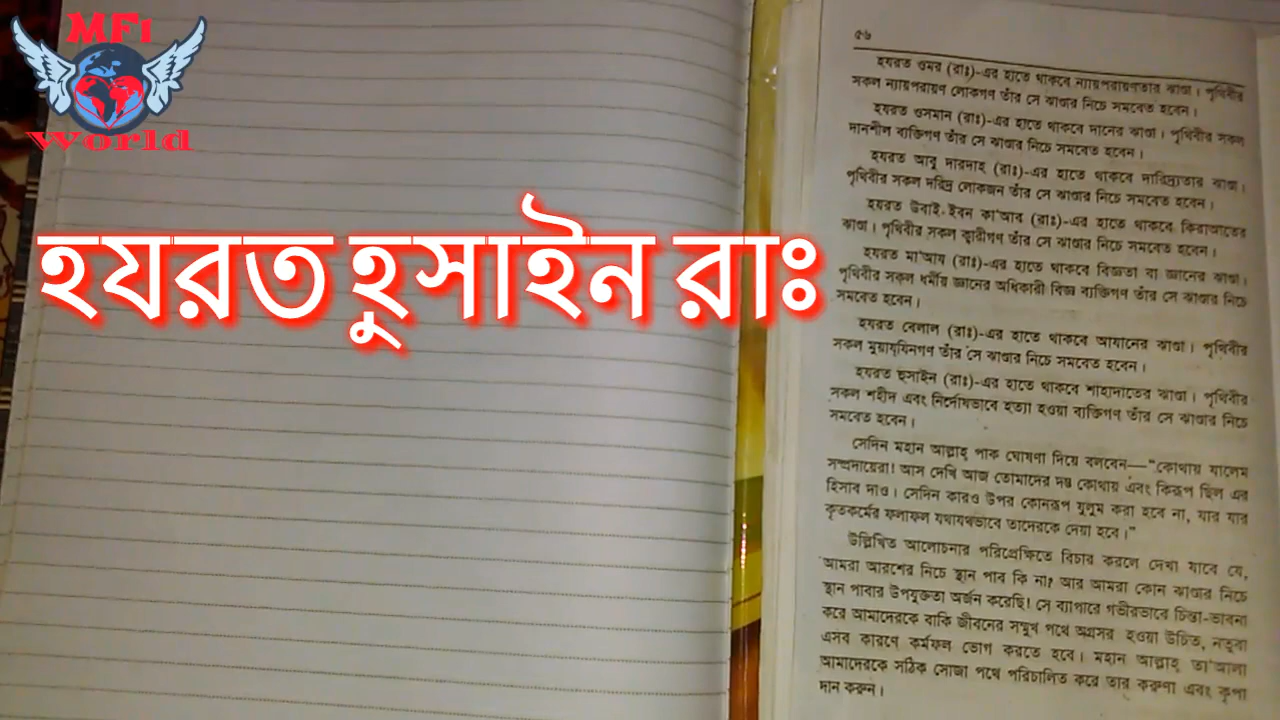 MF1
World
হযরত হুসাইন রাঃ
৫৬
হযরত ওমর (রাঃ)-এর হাতে থাকবে ন্যায়পরায়ণতার ঝাণ্ডা। পৃথিবীর
সকল ন্যায়পরায়ণ লোকগণ তাঁর সে ঝাণ্ডার নিচে সমবেত হবেন।
হযরত ওসমান (রাঃ)-এর হাতে থাকবে দানের ঝাণ্ডা। পৃথিবীর সকল
দানশীল ব্যক্তিগণ তাঁর সে ঝাণ্ডার নিচে সমবেত হবেন।
হযরত আবু দারদাহ (রাঃ)-এর হাতে থাকবে দারিদ্র্যতার ঝাণ্ডা।
পৃথিবীর সকল দরিদ্র লোকজন তাঁর সে ঝাণ্ডার নিচে সমবেত হবেন।
হযরত উবাই ইবন কা'আব (রাঃ)-এর হাতে থাকবে কিরাআতের
ঝাণ্ডা। পৃথিবীর সকল ক্বারীগণ তাঁর সে ঝাণ্ডার নিচে সমবেত হবেন।
হযরত মা'আয (রাঃ)-এর হাতে থাকবে বিজ্ঞতা বা জ্ঞানের ঝাণ্ডা।
পৃথিবীর সকল ধর্মীয় জ্ঞানের অধিকারী বিজ্ঞ ব্যক্তিগণ তাঁর সে ঝাণ্ডার নিচে
সমবেত হবেন।
হযরত বেলাল (রাঃ)-এর হাতে থাকবে আযানের ঝাণ্ডা। পৃথিবীর
সকল মুয়াযযিনগণ তাঁর সে ঝাণ্ডার নিচে সমবেত হবেন।
হযরত হুসাইন (রাঃ)-এর হাতে থাকবে শাহাদাতের ঝাণ্ডা। পৃথিবীর
সকল শহীদ এবং নির্দোষভাবে হত্যা হওয়া ব্যক্তিগণ তাঁর সে ঝাণ্ডার নিচে
সমবেত হবেন।
সেদিন মহান আল্লাহ্ পাক ঘোষণা দিয়ে বলবেন—"কোথায় যালেম
সম্প্রদায়েরা! আস দেখি আজ তোমাদের দম্ভ কোথায় এবং কিরূপ ছিল এর
হিসাব দাও। সেদিন কারও উপর কোনরূপ যুলুম করা হবে না, যার যার
কৃতকর্মের ফলাফল যথাযথভাবে তাদেরকে দেয়া হবে।"
উল্লিখিত আলোচনার পরিপ্রেক্ষিতে বিচার করলে দেখা যাবে যে,
আমরা আরশের নিচে স্থান পাব কি না? আর আমরা কোন ঝাণ্ডার নিচে
স্থান পাবার উপযুক্ততা অর্জন করেছি! সে ব্যাপারে গভীরভাবে চিন্তা-ভাবনা
করে আমাদেরকে বাকি জীবনের সম্মুখ পথে অগ্রসর হওয়া উচিত, নতুবা
এসব কারণে কর্মফল ভোগ করতে হবে। মহান আল্লাহ্ তা'আলা
আমাদেরকে সঠিক সোজা পথে পরিচালিত করে তার করুণা এবং কৃপা
দান করুন।